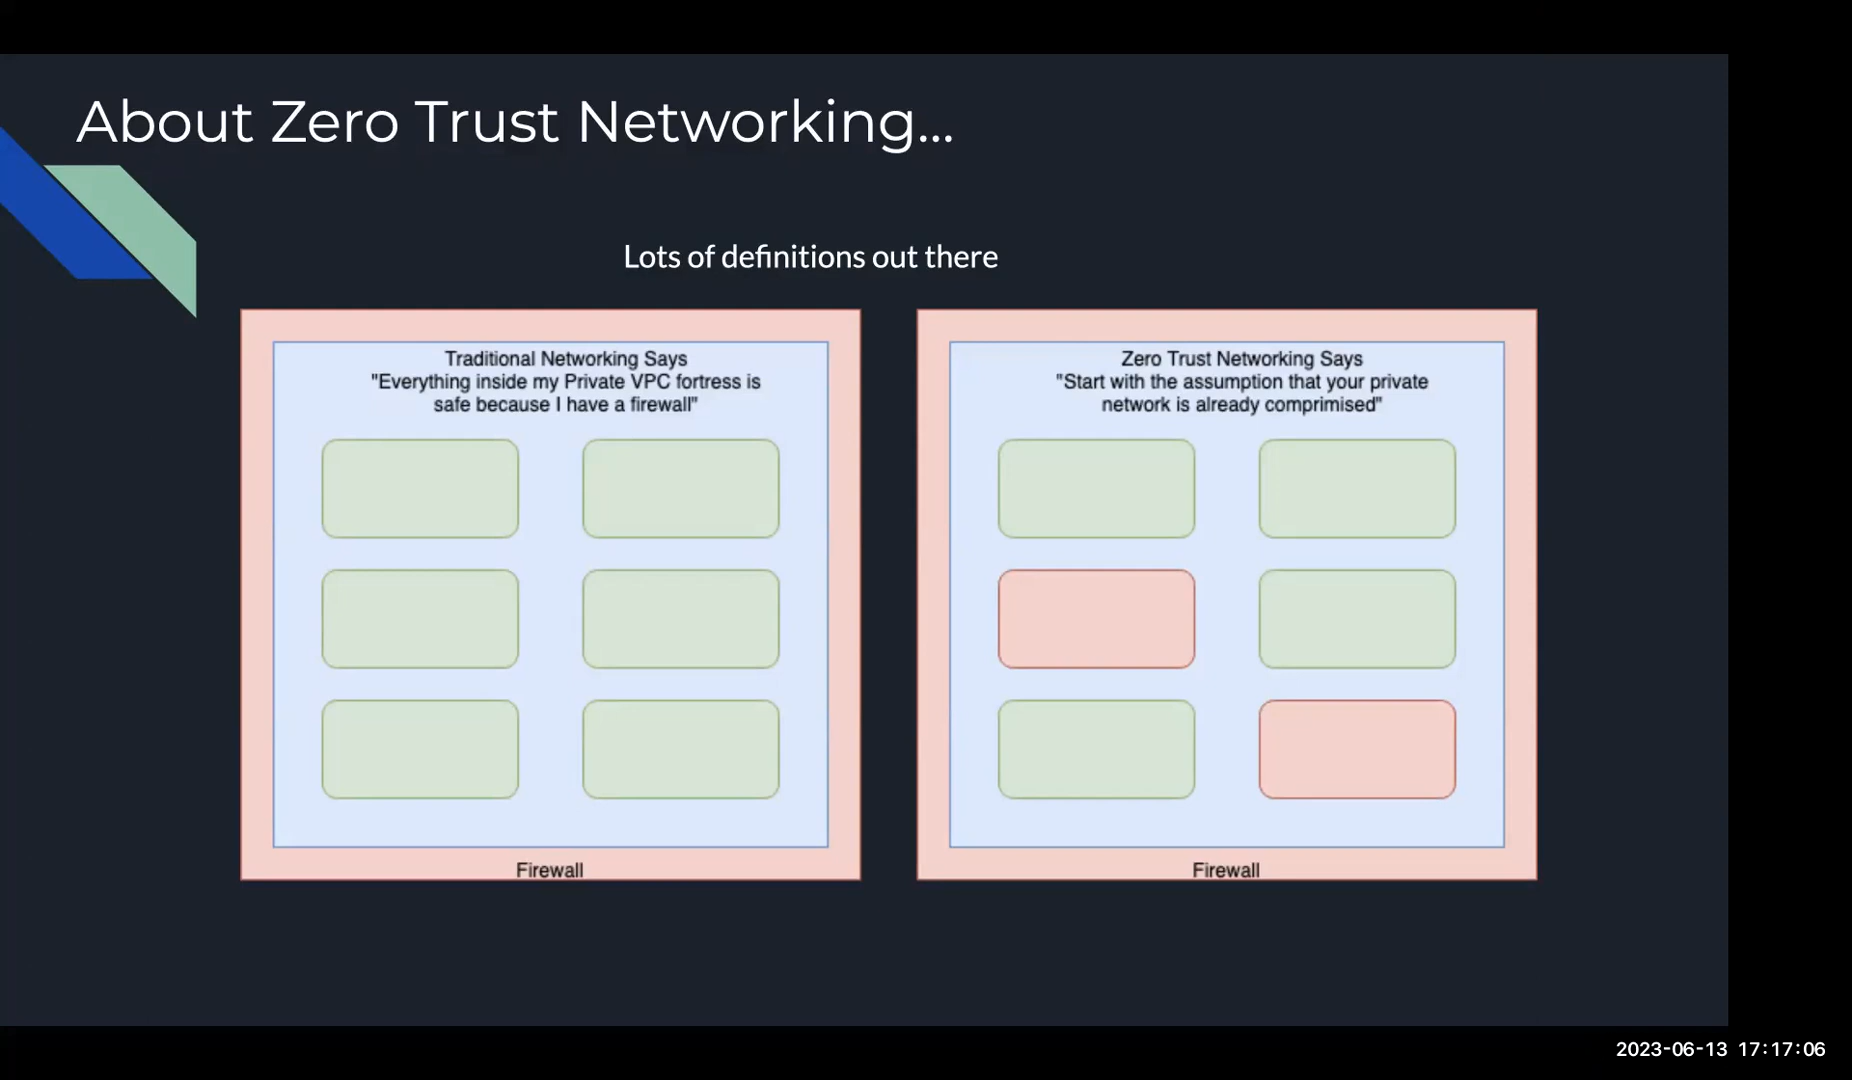 About Zero Trust Networking...
Lots of definitions out there
Traditional Networking Says
"Everything inside my Private VPC fortress is
safe because I have a firewall"
Firewall
Zero Trust Networking Says
"Start with the assumption that your private
network is already comprimised"
Firewall
2023-06-13 17:17:06